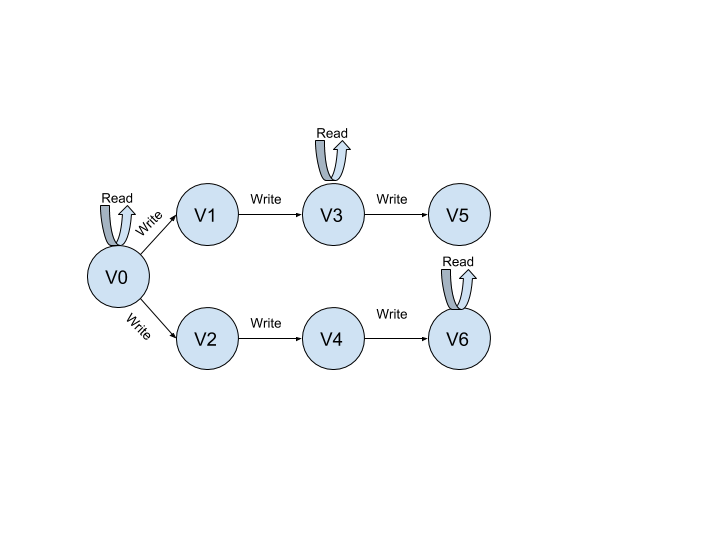 Read
Write
Write
V1
V3
V5
Read
Write
V0
Read
Write
Write
Write
V2
V4
V6